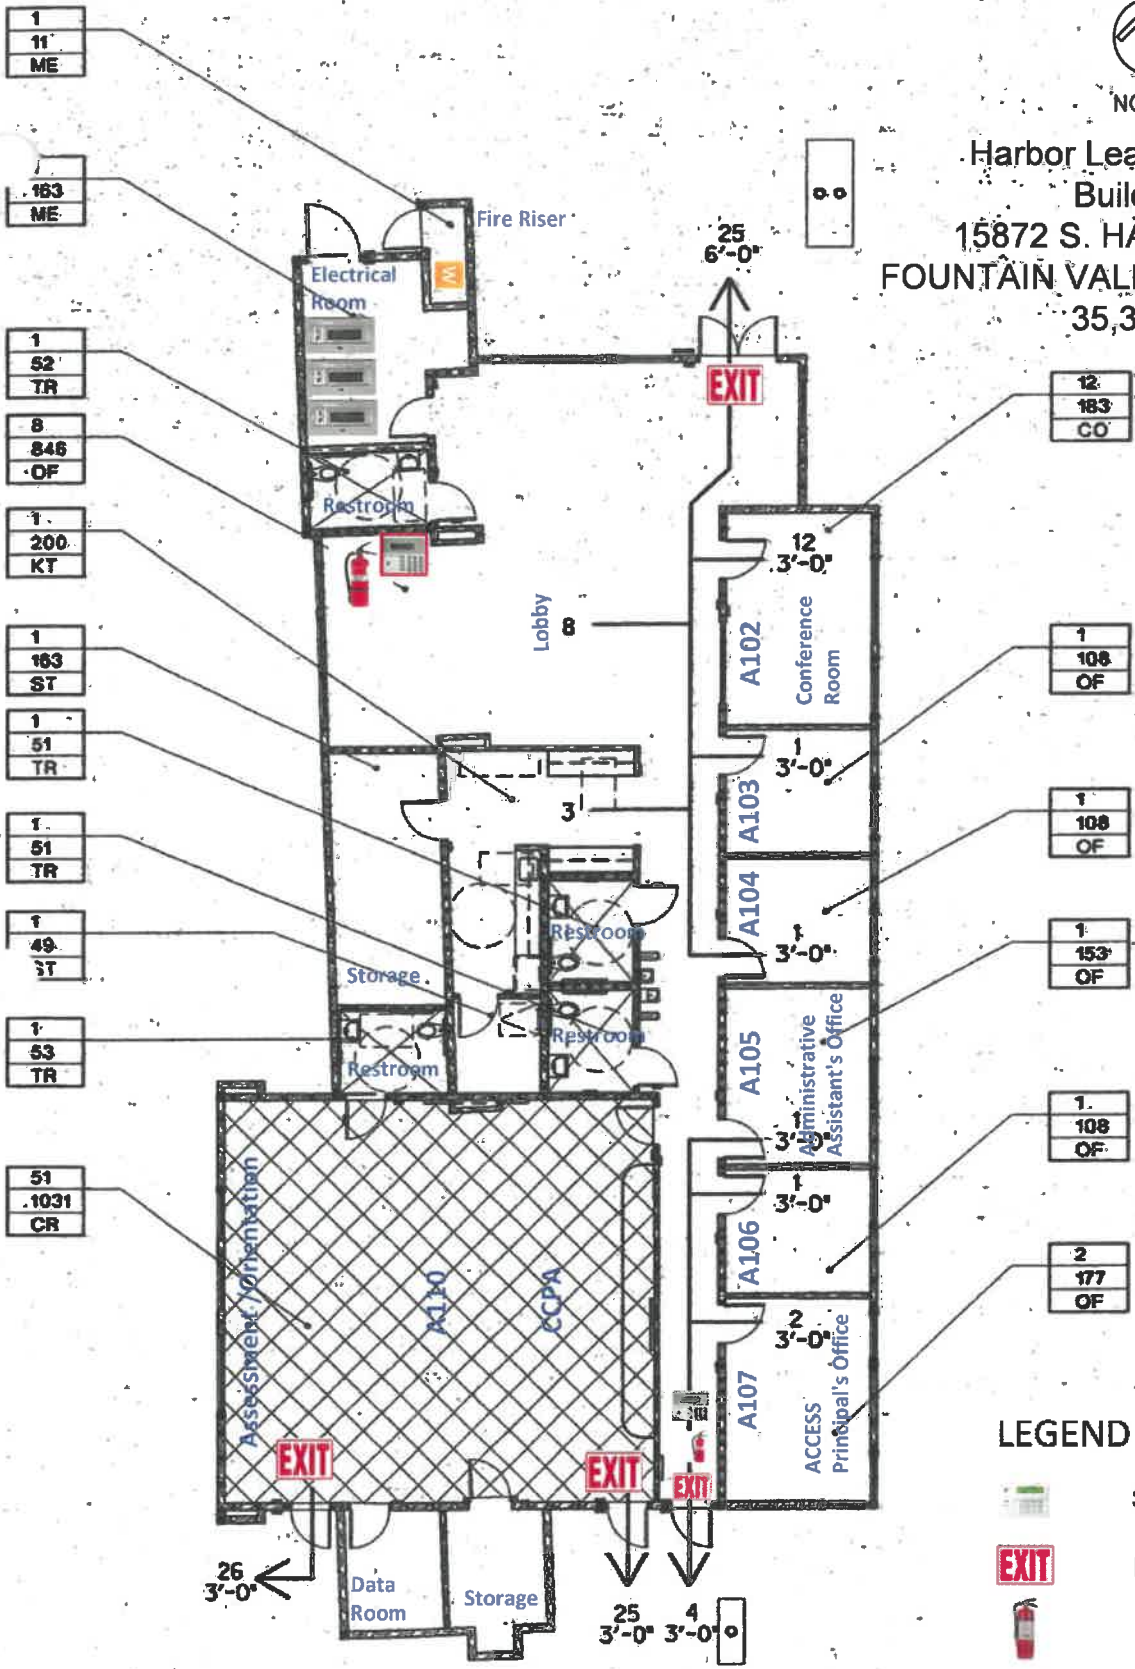 1
11
ME
163
ME
1
52
TR
8
846
OF
1
200
KT
1
163
ST
1
51
TR
1
51
TR
1
49
ST
1
53
TR
51
1031
CR
Fire Riser
Electrical
Room
W
Restroom
25
6'-0"
EXIT
Harbor Lea
Buil
15872 S. HA
FOUNTAIN VAL
35,3
12
183
CO
1
108
OF
1
108
OF
1
153
OF
1
108
OF
2
177
OF
Lobby
8
12
3'-0"
A102
Conference
Room
1
3'-0"
A103
3
A104
1
3'-0"
Restroom
Storage
Restroom
Restroom
A105
Administrative
Assistant's Office
1
3'-0"
1
3'-0"
A106
2
3'-0"
A107
ACCESS
Principal's Office
Assessment /Orientation
A110
CCPA
EXIT
EXIT
EXIT
26
3'-0"
Data
Room
Storage
25
3'-0"
4
3'-0"
LEGEND
EXIT